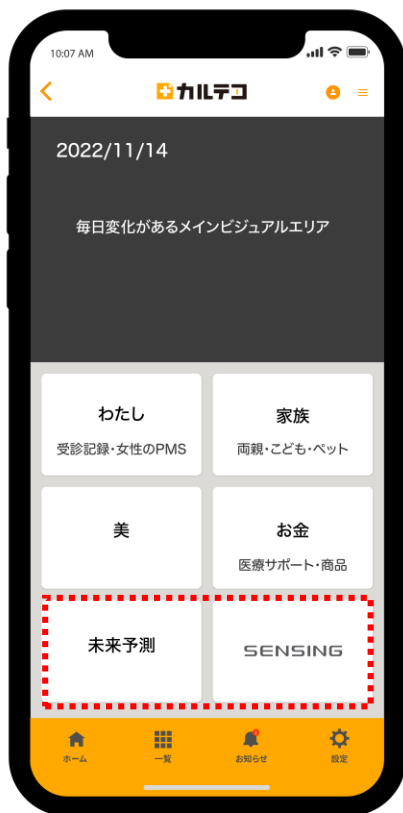 10:07 AM
カルテコ
2022/11/14
毎日変化があるメインビジュアルエリア
わたし
受診記録・女性のPMS
家族
両親・こども・ペット
美
お金
医療サポート・商品
未来予測
SENSING
ホーム
一覧
お知らせ
設定